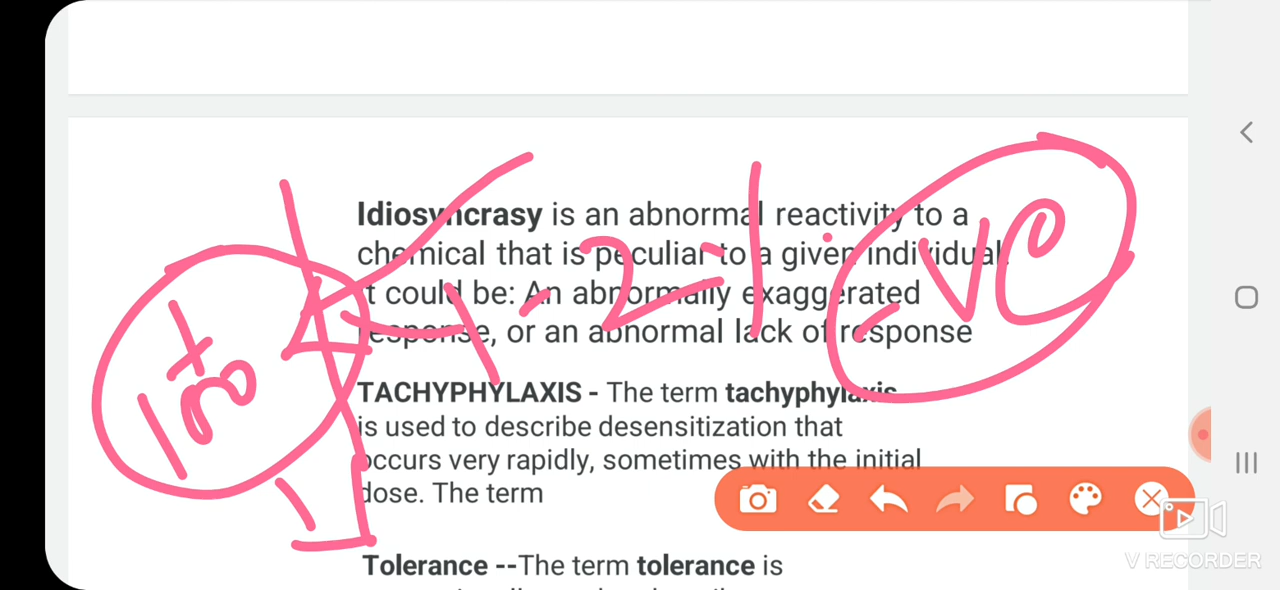 Idiosyncrasy is an abnormal reactivity to a
chemical that is peculiar to a given individual.
It could be: An abnormally exaggerated
response, or an abnormal lack of response
TACHYPHYLAXIS - The term tachyphylaxis
is used to describe desensitization that
occurs very rapidly, sometimes with the initial
dose. The term
Tolerance --The term tolerance is
1 - 2 = 1
-ve
100
V RECORDER